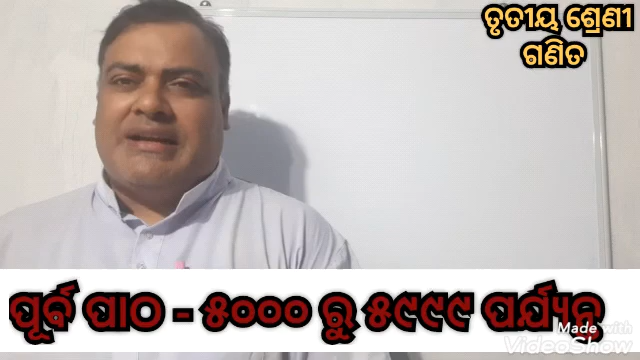 ତୃତୀୟ ଶ୍ରେଣୀ
ଗଣିତ
ପୂର୍ବ ପାଠ - ୫୦୦୦ ରୁ ୫୯୯୯ ପର୍ଯ୍ୟନ୍ତ
Made with
VideoShow